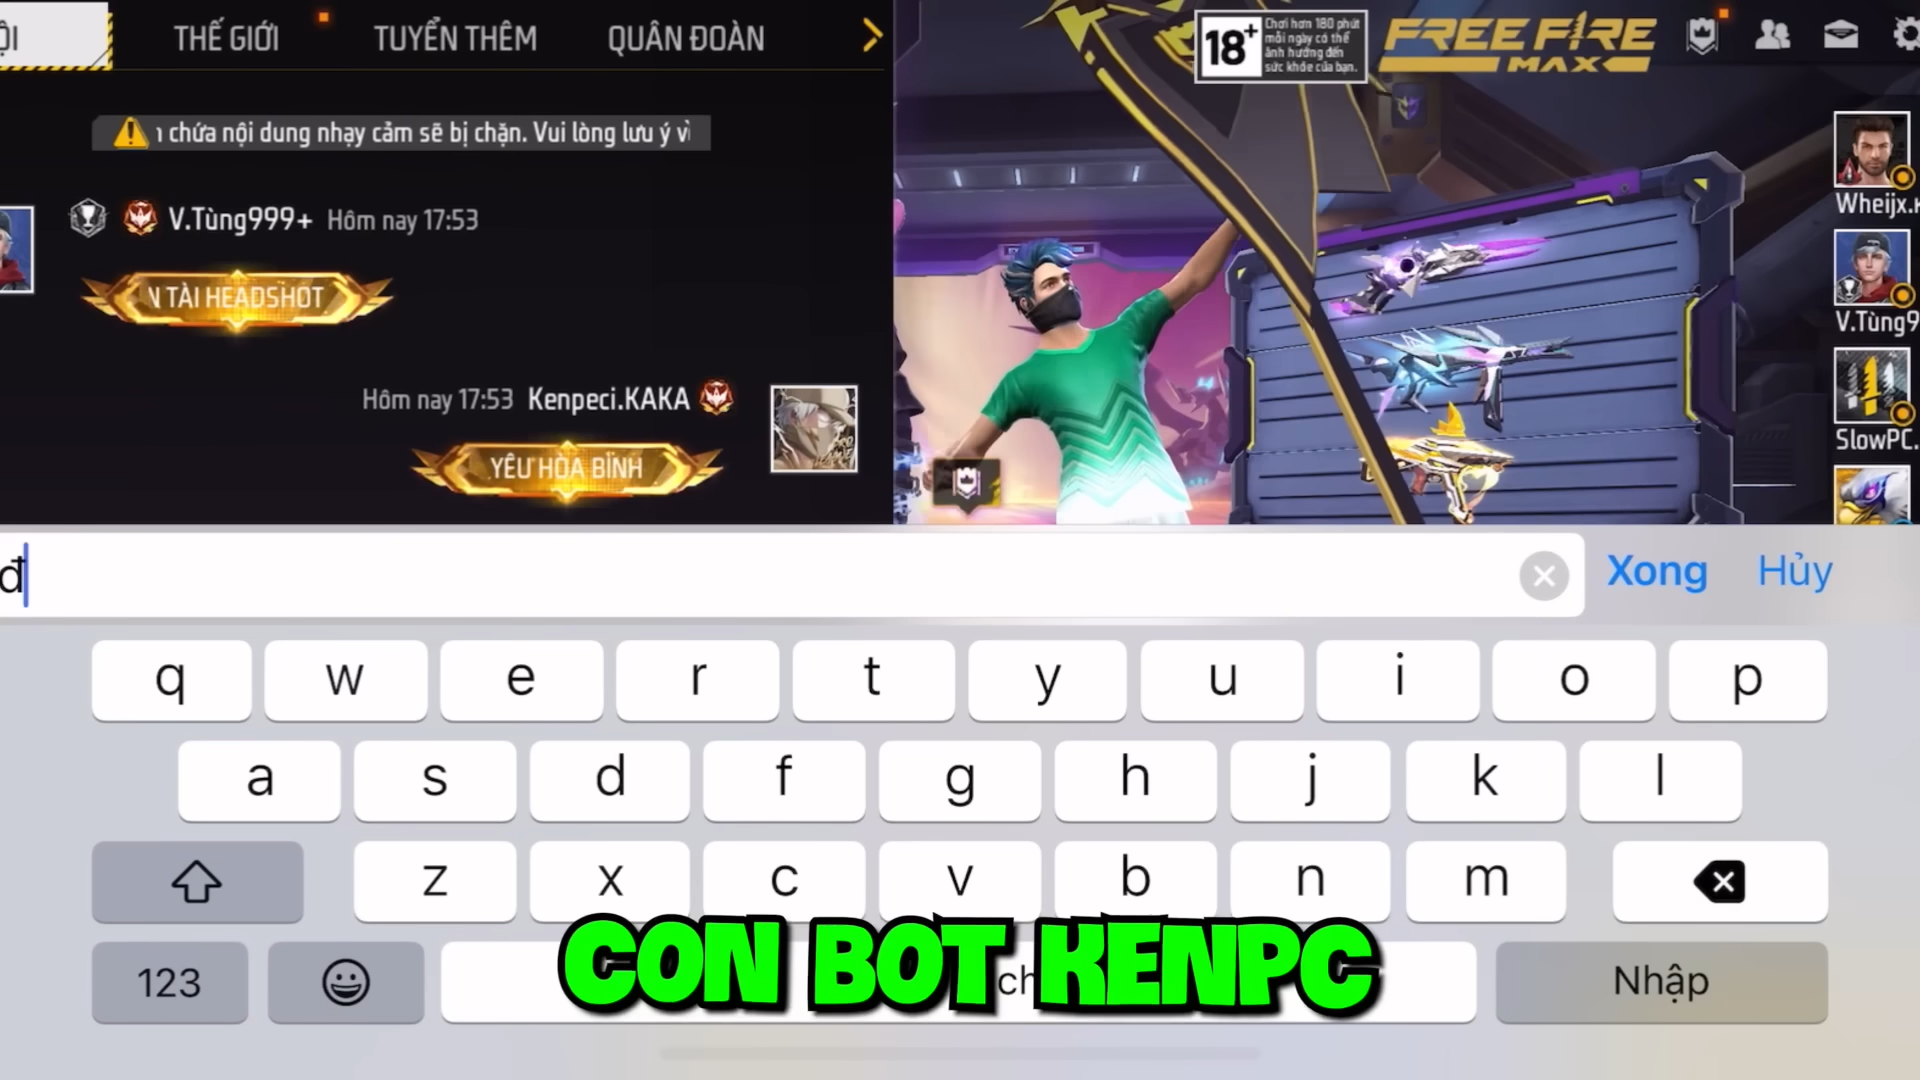 ỘI
THẾ GIỚI
TUYỂN THÊM
QUÂN ĐOÀN
chứa nội dung nhạy cảm sẽ bị chặn. Vui lòng lưu ý vì
V.Tùng999+ Hôm nay 17:53
N TÀI HEADSHOT
Hôm nay 17:53 Kenpeci.KAKA
YÊU HÒA BÌNH
18+
Chơi hơn 180 phút
mỗi ngày có thể
ảnh hưởng đến
sức khỏe của bạn.
FREE FIRE
MAX
Wheijx.
V.Tùng9
SlowPC.
đ
Xong
Hủy
q w e r t y u i o p
a s d f g h j k l
z x c v b n m
123
Nhập
CON BOT KENPC